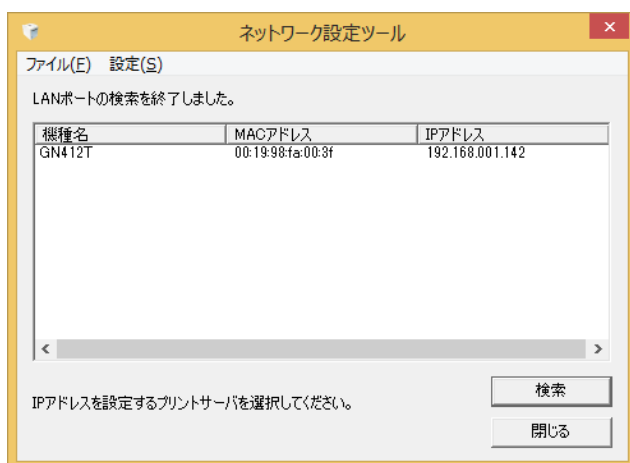 ネットワーク設定ツール
ファイル(F) 設定(S)
LANポートの検索を終了しました。
機種名 MACアドレス IPアドレス
GN412T 00:19:98:fa:00:3f 192.168.001.142
検索
IPアドレスを設定するプリントサーバを選択してください。
閉じる